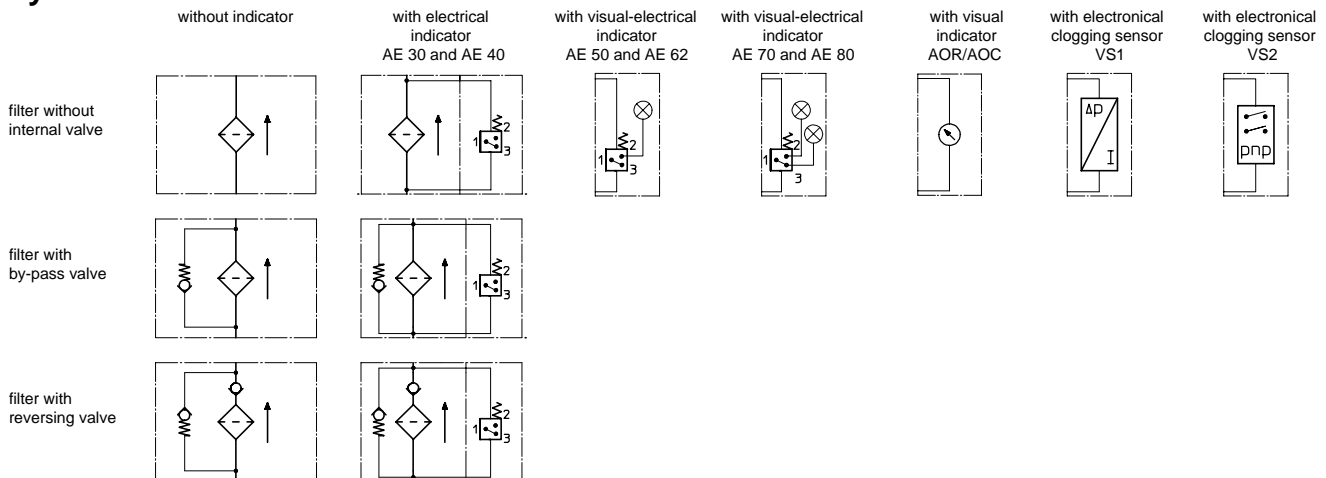 without indicator
with electrical
indicator
AE 30 and AE 40
with visual-electrical
indicator
AE 50 and AE 62
with visual-electrical
indicator
AE 70 and AE 80
with visual
indicator
AOR/AOC
with electronical
clogging sensor
VS1
with electronical
clogging sensor
VS2
filter without
internal valve
1 2 3
1 2 3
1 2 3
Δp
I
pnp
filter with
by-pass valve
1 2 3
filter with
reversing valve
1 2 3